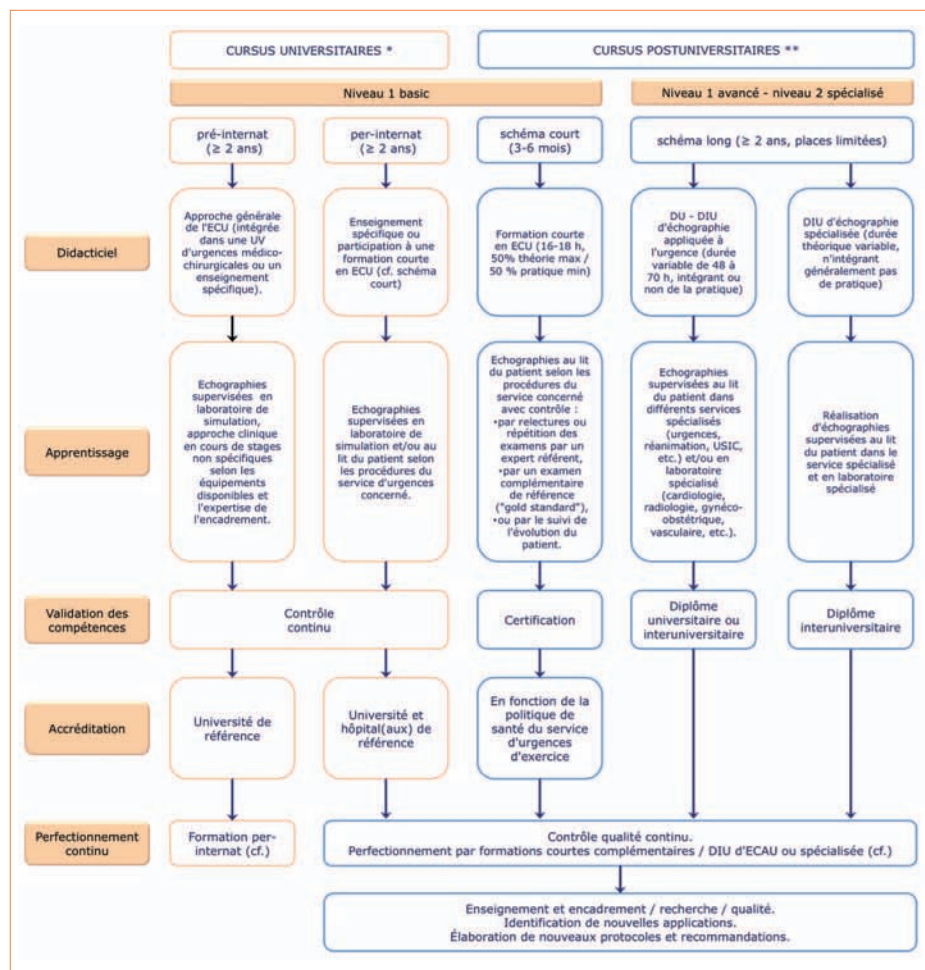 CURSUS UNIVERSITAIRES *
CURSUS POSTUNIVERSITAIRES **
Niveau 1 basic
Niveau 1 avancé - niveau 2 spécialisé
pré-internat
(≥ 2 ans)
per-internat
(≥ 2 ans)
schéma court
(3-6 mois)
schéma long (≥ 2 ans, places limitées)
Didacticiel
Approche générale
de l'ECU (intégrée
dans une UV
d'urgences médico-
chirurgicales ou un
enseignement
spécifique).
Enseignement
spécifique ou
participation à une
formation courte
en ECU (cf. schéma
court)
Formation courte
en ECU (16-18 h,
50% théorie max /
50 % pratique min)
DU - DIU
d'échographie
appliquée à
l'urgence (durée
variable de 48 à
70 h, intégrant ou
non de la pratique)
DIU d'échographie
spécialisée (durée
théorique variable,
n'intégrant
généralement pas
de pratique)
Apprentissage
Echographies
supervisées en
laboratoire de
simulation,
approche clinique
en cours de stages
non spécifiques
selon les
équipements
disponibles et
l'expertise de
l'encadrement.
Echographies
supervisées en
laboratoire de
simulation et/ou au
lit du patient selon
les procédures du
service d'urgences
concerné.
Echographies au lit
du patient selon les
procédures du
service concerné
avec contrôle :
•par relectures ou
répétition des
examens par un
expert référent,
•par un examen
complémentaire
de référence
("gold standard"),
•ou par le suivi de
l'évolution du
patient.
Echographies
supervisées au lit
du patient dans
différents services
spécialisés
(urgences,
réanimation, USIC,
etc.) et/ou en
laboratoire
spécialisé
(cardiologie,
radiologie, gynéco-
obstétrique,
vasculaire, etc.).
Réalisation
d'échographies
supervisées au lit
du patient dans le
service spécialisé
et en laboratoire
spécialisé
Validation des
compétences
Contrôle
continu
Certification
Diplôme
universitaire ou
interuniversitaire
Diplôme
interuniversitaire
Accréditation
Université de
référence
Université et
hôpital(aux) de
référence
En fonction de la
politique de
santé du service
d'urgences
d'exercice
Perfectionnement
continu
Formation per-
internat (cf.)
Contrôle qualité continu.
Perfectionnement par formations courtes complémentaires / DIU d'ECAU ou spécialisée (cf.)
Enseignement et encadrement / recherche / qualité.
Identification de nouvelles applications.
Élaboration de nouveaux protocoles et recommandations.